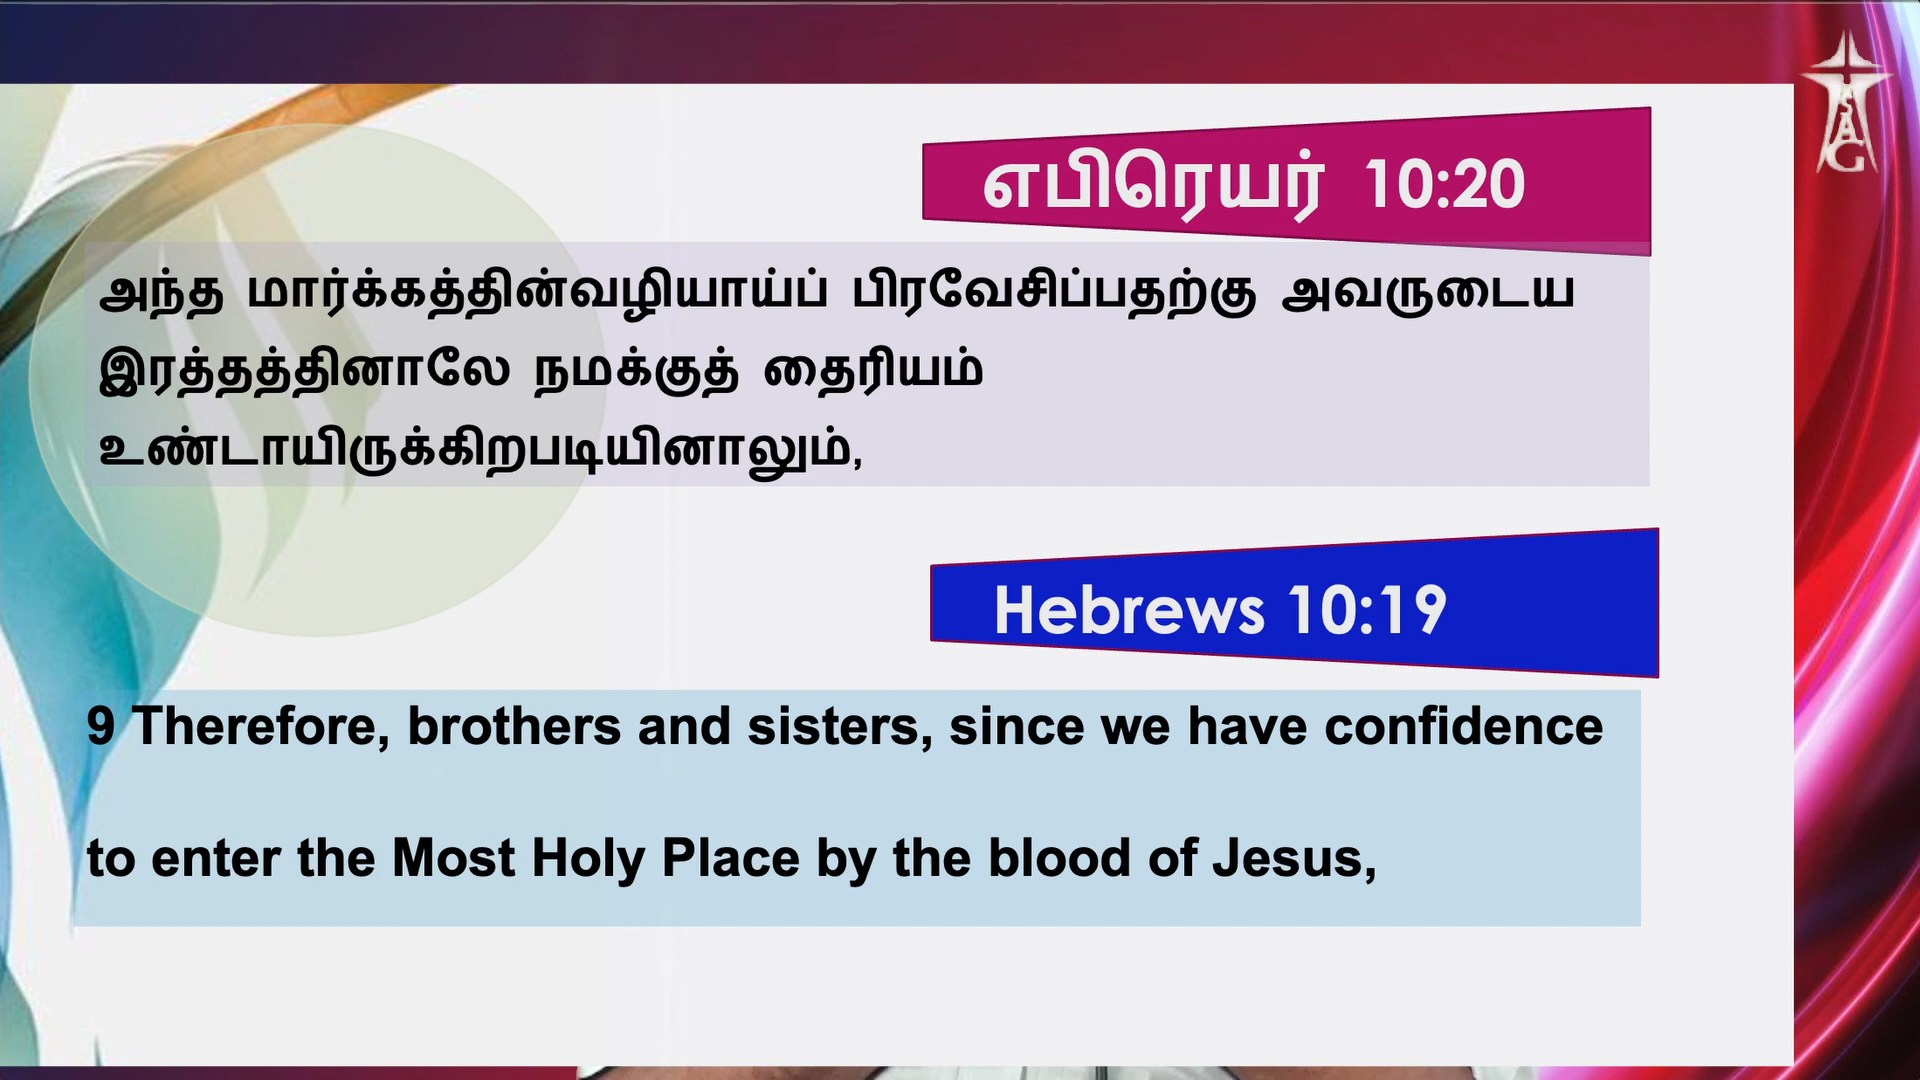 எபிரெயர் 10:20
அந்த மார்க்கத்தின்வழியாய்ப் பிரவேசிப்பதற்கு அவருடைய
இரத்தத்தினாலே நமக்குத் தைரியம்
உண்டாயிருக்கிறபடியினாலும்,
Hebrews 10:19
9 Therefore, brothers and sisters, since we have confidence
to enter the Most Holy Place by the blood of Jesus,